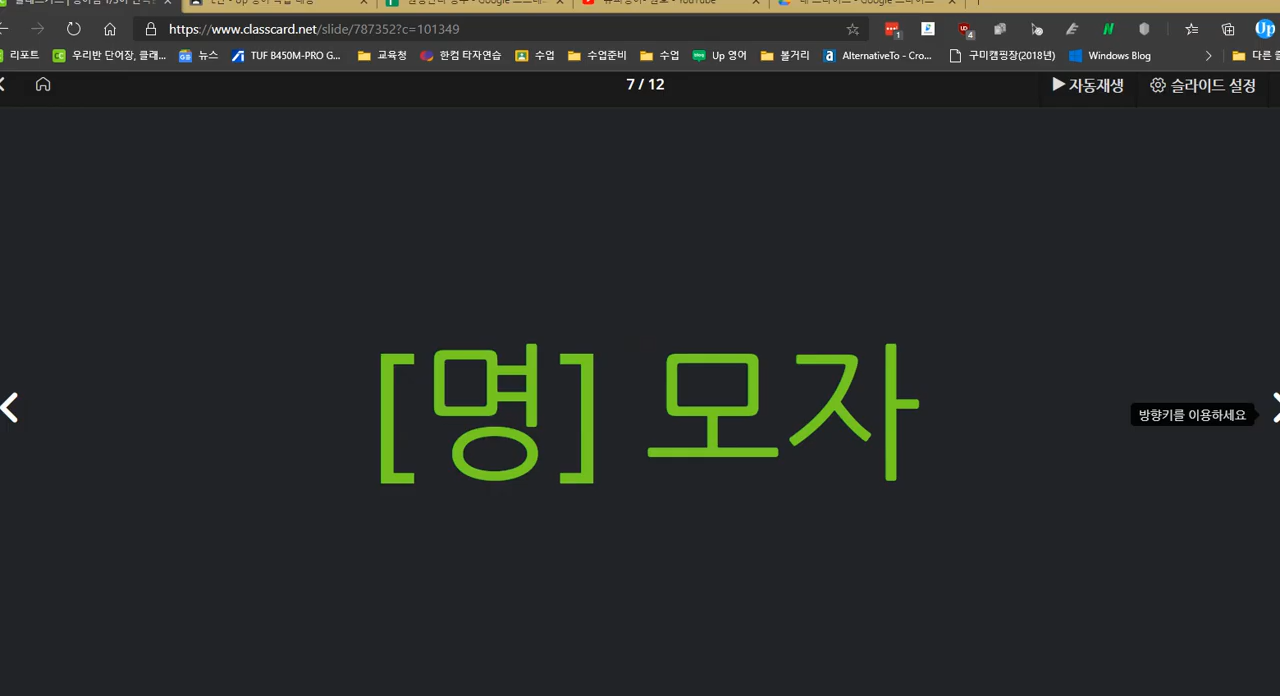 https://www.classcard.net/slide/787352?c=101349
리포트 우리반 단어장, 클래... 뉴스 TUF B450M-PRO G... 교육청 한컴 타자연습 수업 수업준비 수업 Up 영어 볼거리 AlternativeTo - Cro... 구미캠핑장(2018년) Windows Blog 다른
7 / 12
자동재생 슬라이드 설정
[명] 모자
방향키를 이용하세요